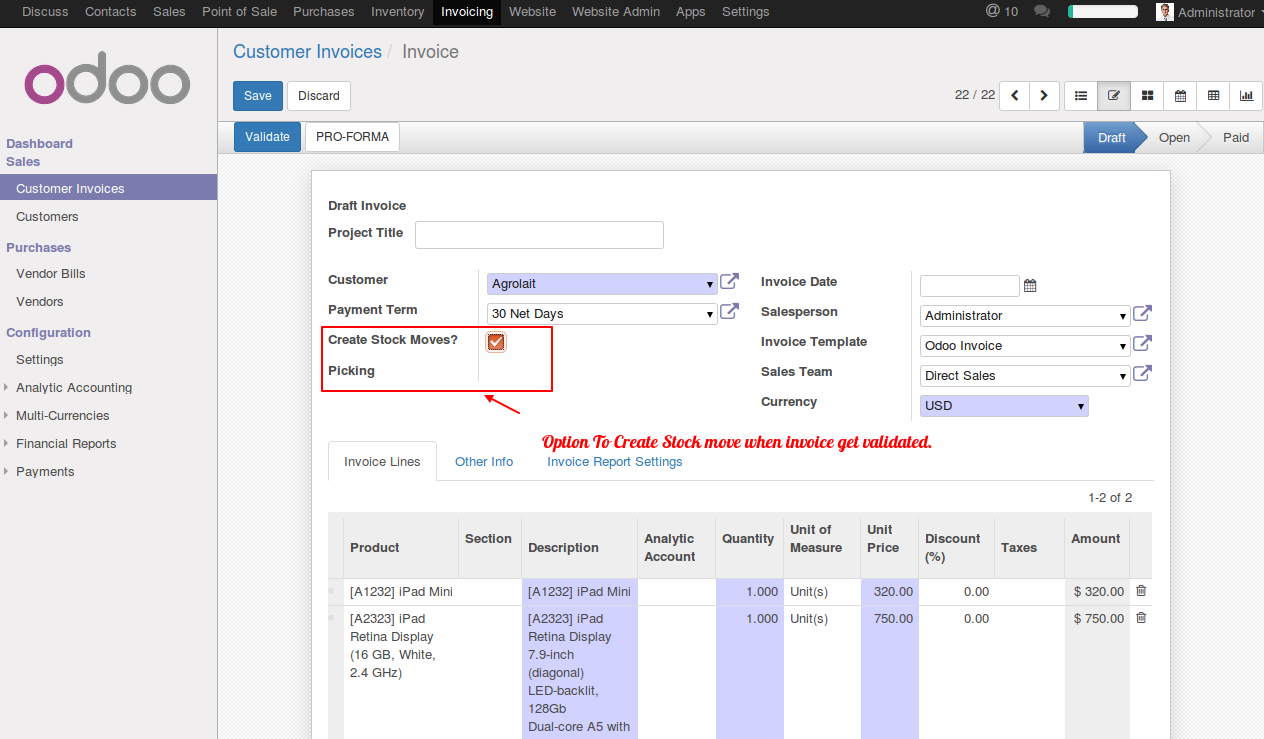 Discuss Contacts Sales Point of Sale Purchases Inventory Invoicing Website Website Admin Apps Settings @ 10 Administrator
odoo
Customer Invoices / Invoice
Save Discard 22 / 22
Validate PRO-FORMA Draft Open Paid
Dashboard
Sales
Customer Invoices
Customers
Purchases
Vendor Bills
Vendors
Configuration
Settings
Analytic Accounting
Multi-Currencies
Financial Reports
Payments
Draft Invoice
Project Title
Customer Agrolait
Payment Term 30 Net Days
Create Stock Moves?
Picking
Invoice Date
Salesperson Administrator
Invoice Template Odoo Invoice
Sales Team Direct Sales
Currency USD
Option To Create Stock move when invoice get validated.
Invoice Lines Other Info Invoice Report Settings
1-2 of 2
Product Section Description Analytic Account Quantity Unit of Measure Unit Price Discount (%) Taxes Amount
[A1232] iPad Mini [A1232] iPad Mini 1.000 Unit(s) 320.00 0.00 $ 320.00
[A2323] iPad [A2323] iPad 1.000 Unit(s) 750.00 0.00 $ 750.00
Retina Display Retina Display
(16 GB, White, 7.9-inch
2.4 GHz) (diagonal)
LED-backlit,
128Gb
Dual-core A5 with